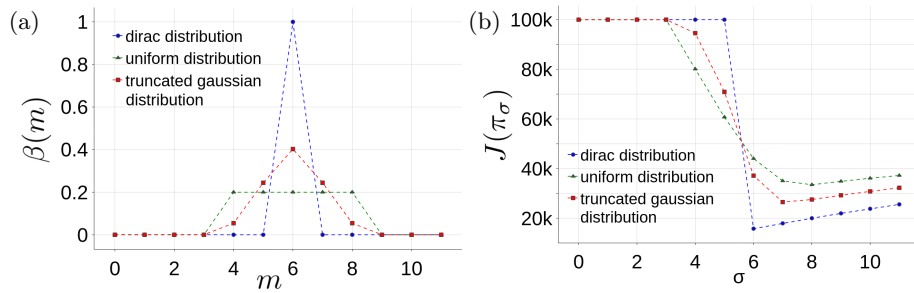 (a)
β(m)
1
0.8
0.6
0.4
0.2
0
dirac distribution
uniform distribution
truncated gaussian
distribution
0 2 4 6 8 10
m
(b)
J(π_σ)
100k
80k
60k
40k
20k
dirac distribution
uniform distribution
truncated gaussian
distribution
0 2 4 6 8 10
σ